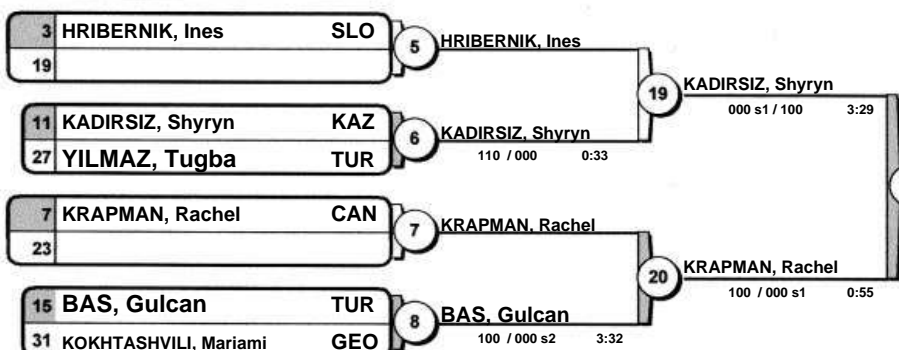 3 HRIBERNIK, Ines SLO
19
5
HRIBERNIK, Ines
11 KADIRSIZ, Shyryn KAZ
27 YILMAZ, Tugba TUR
6
KADIRSIZ, Shyryn
110 / 000 0:33
19
KADIRSIZ, Shyryn
000 s1 / 100 3:29
7 KRAPMAN, Rachel CAN
23
7
KRAPMAN, Rachel
15 BAS, Gulcan TUR
31 KOKHTASHVILI, Mariami GEO
8
BAS, Gulcan
100 / 000 s2 3:32
20
KRAPMAN, Rachel
100 / 000 s1 0:55